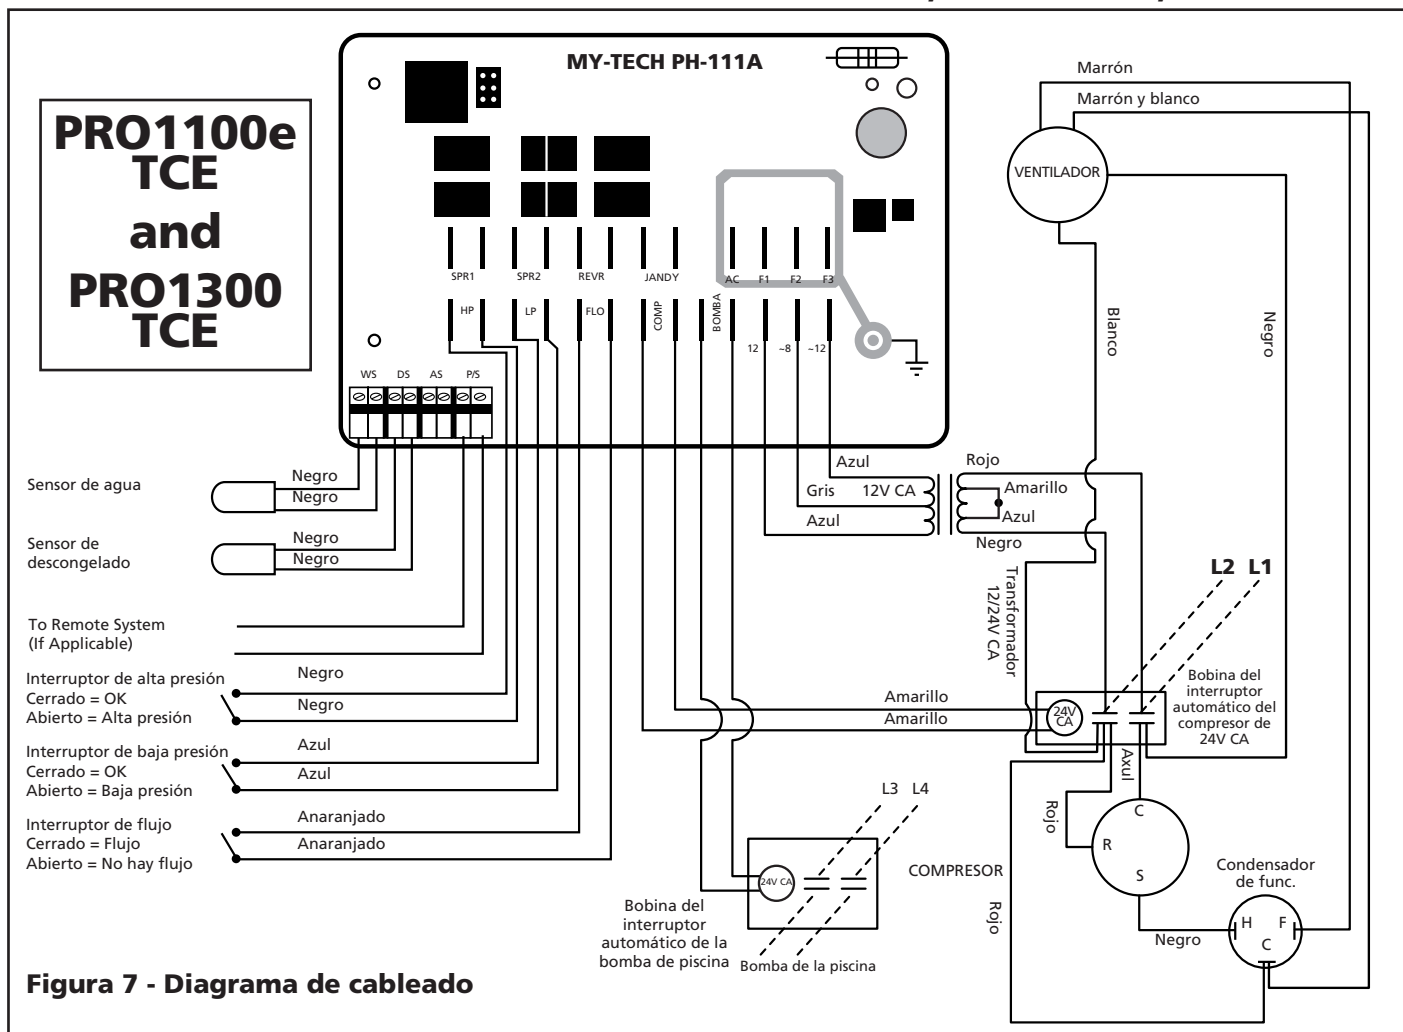 MY-TECH PH-111A
PRO1100e
TCE
and
PRO1300
TCE
Marrón
Marrón y blanco
VENTILADOR
Blanco
Negro
SPR1
SPR2
REVR
JANDY
AC
F1
F2
F3
HP
LP
FLO
COMP
BOMBA
12
~8
~12
WS
DS
AS
P/S
Azul
Gris
12V CA
Azul
Rojo
Amarillo
Azul
Negro
Transformador
12/24V CA
L2
L1
Sensor de agua
Negro
Negro
Sensor de
descongelado
Negro
Negro
To Remote System
(If Applicable)
Interruptor de alta presión
Cerrado = OK
Abierto = Alta presión
Negro
Negro
Interruptor de baja presión
Cerrado = OK
Abierto = Baja presión
Azul
Azul
Interruptor de flujo
Cerrado = Flujo
Abierto = No hay flujo
Anaranjado
Anaranjado
Amarillo
Amarillo
24V
CA
Bobina del
interruptor
automático del
compresor de
24V CA
Axul
Rojo
C
R
S
COMPRESOR
Rojo
Negro
Condensador
de func.
H
F
C
L3
L4
24V CA
Bobina del
interruptor
automático de la
bomba de piscina
Bomba de la piscina
Figura 7 - Diagrama de cableado